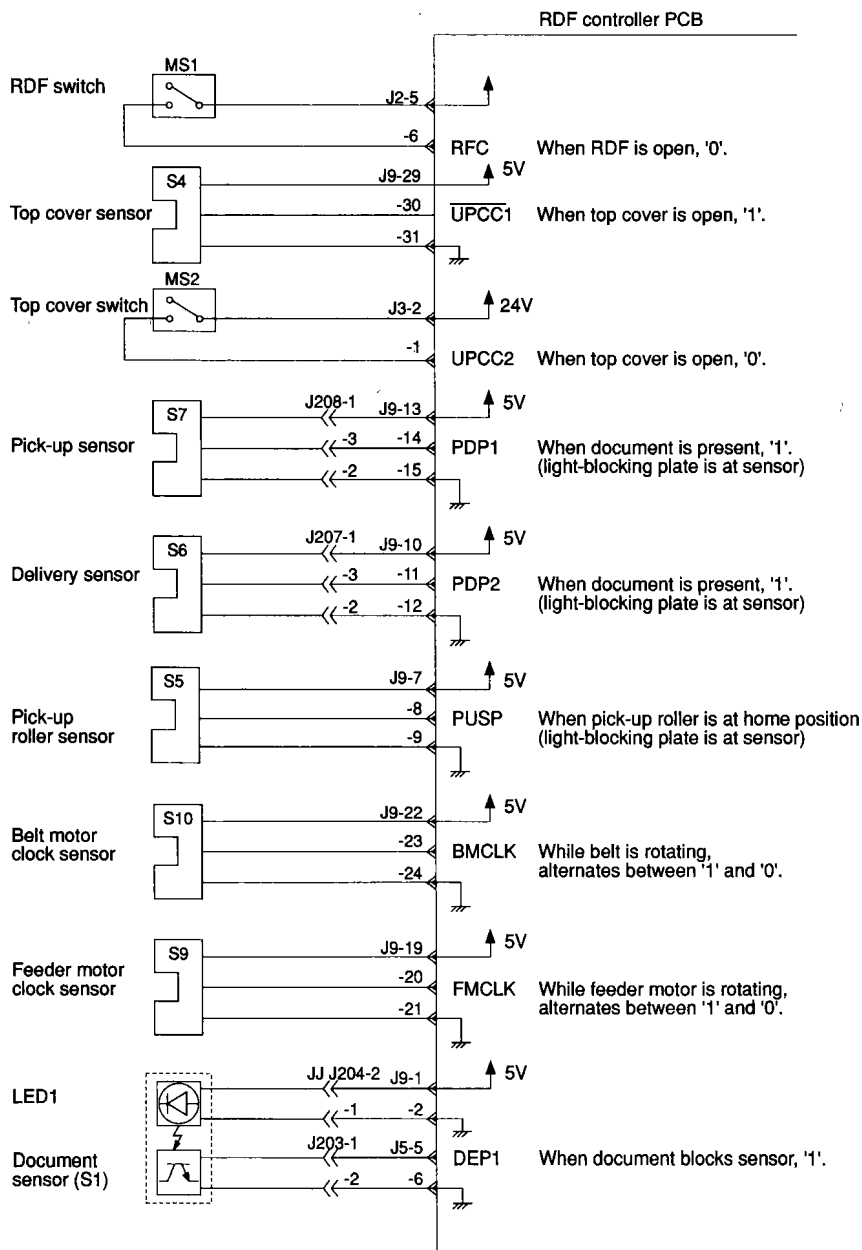 RDF controller PCB
MS1
RDF switch
J2-5
-6
RFC
When RDF is open, '0'.
S4
J9-29
5V
Top cover sensor
-30
UPCC1
When top cover is open, '1'.
-31
MS2
Top cover switch
J3-2
24V
-1
UPCC2
When top cover is open, '0'.
S7
J208-1
J9-13
5V
Pick-up sensor
-3
-14
PDP1
When document is present, '1'.
(light-blocking plate is at sensor)
-2
-15
S6
J207-1
J9-10
5V
Delivery sensor
-3
-11
PDP2
When document is present, '1'.
(light-blocking plate is at sensor)
-2
-12
S5
J9-7
5V
Pick-up
roller sensor
-8
PUSP
When pick-up roller is at home position
(light-blocking plate is at sensor)
-9
S10
J9-22
5V
Belt motor
clock sensor
-23
BMCLK
While belt is rotating,
alternates between '1' and '0'.
-24
S9
J9-19
5V
Feeder motor
clock sensor
-20
FMCLK
While feeder motor is rotating,
alternates between '1' and '0'.
-21
LED1
JJ J204-2
J9-1
5V
-1
-2
Document
sensor (S1)
J203-1
J5-5
DEP1
When document blocks sensor, '1'.
-2
-6